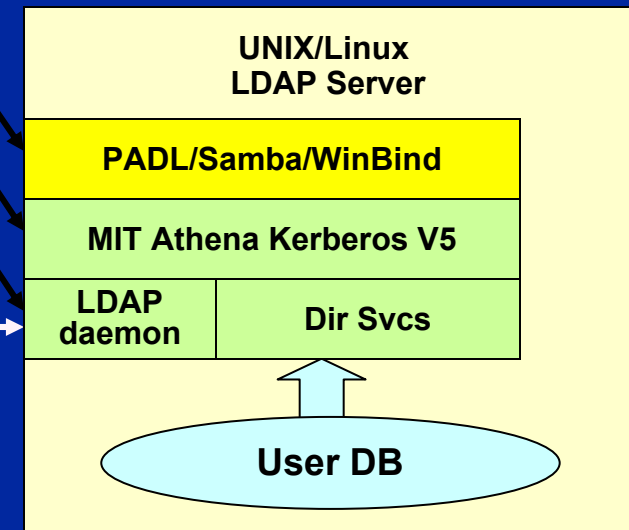 UNIX/Linux
LDAP Server
PADL/Samba/WinBind
MIT Athena Kerberos V5
LDAP
daemon
Dir Svcs
User DB